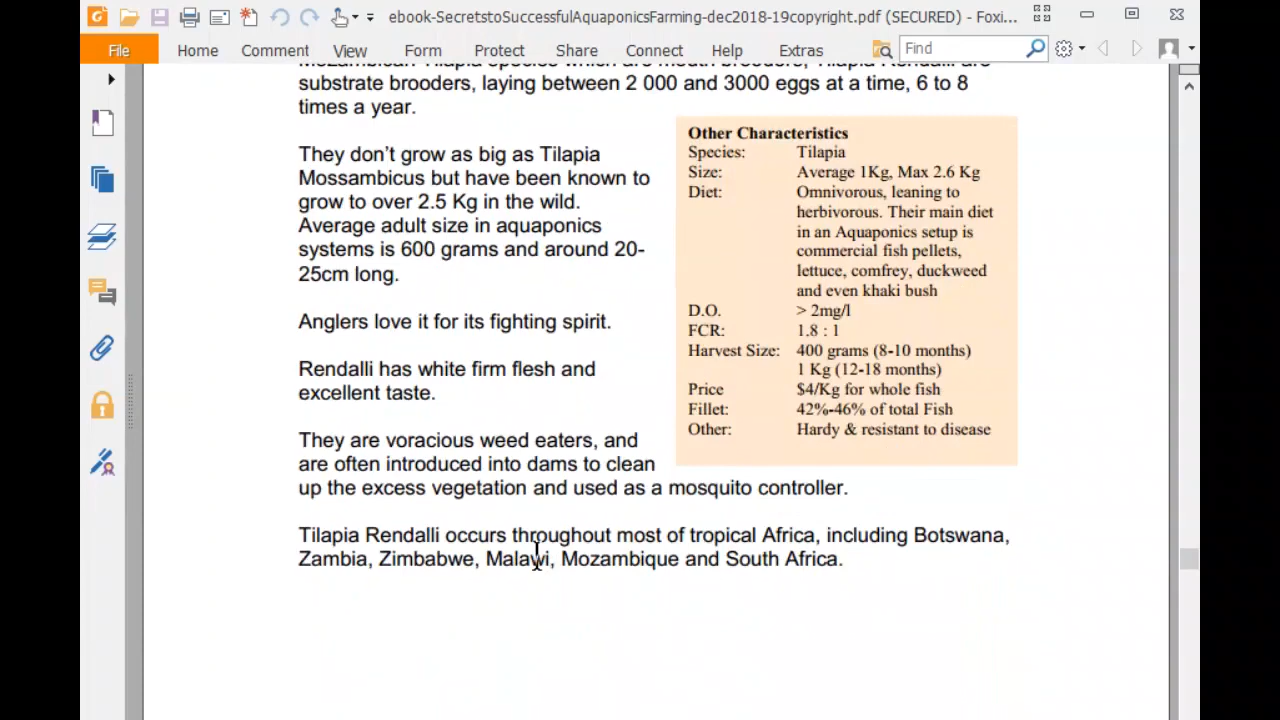 ebook-SecretstoSuccessfulAquaponicsFarming-dec2018-19copyright.pdf (SECURED) - Foxi...
File Home Comment View Form Protect Share Connect Help Extras Find
Mozambican Tilapia species which are mouth brooders, Tilapia Rendalli are
substrate brooders, laying between 2 000 and 3000 eggs at a time, 6 to 8
times a year.
They don't grow as big as Tilapia
Mossambicus but have been known to
grow to over 2.5 Kg in the wild.
Average adult size in aquaponics
systems is 600 grams and around 20-
25cm long.
Anglers love it for its fighting spirit.
Rendalli has white firm flesh and
excellent taste.
They are voracious weed eaters, and
are often introduced into dams to clean
up the excess vegetation and used as a mosquito controller.
Other Characteristics
Species: Tilapia
Size: Average 1Kg, Max 2.6 Kg
Diet: Omnivorous, leaning to
herbivorous. Their main diet
in an Aquaponics setup is
commercial fish pellets,
lettuce, comfrey, duckweed
and even khaki bush
D.O. > 2mg/l
FCR: 1.8 : 1
Harvest Size: 400 grams (8-10 months)
1 Kg (12-18 months)
Price $4/Kg for whole fish
Fillet: 42%-46% of total Fish
Other: Hardy & resistant to disease
Tilapia Rendalli occurs throughout most of tropical Africa, including Botswana,
Zambia, Zimbabwe, Malawi, Mozambique and South Africa.